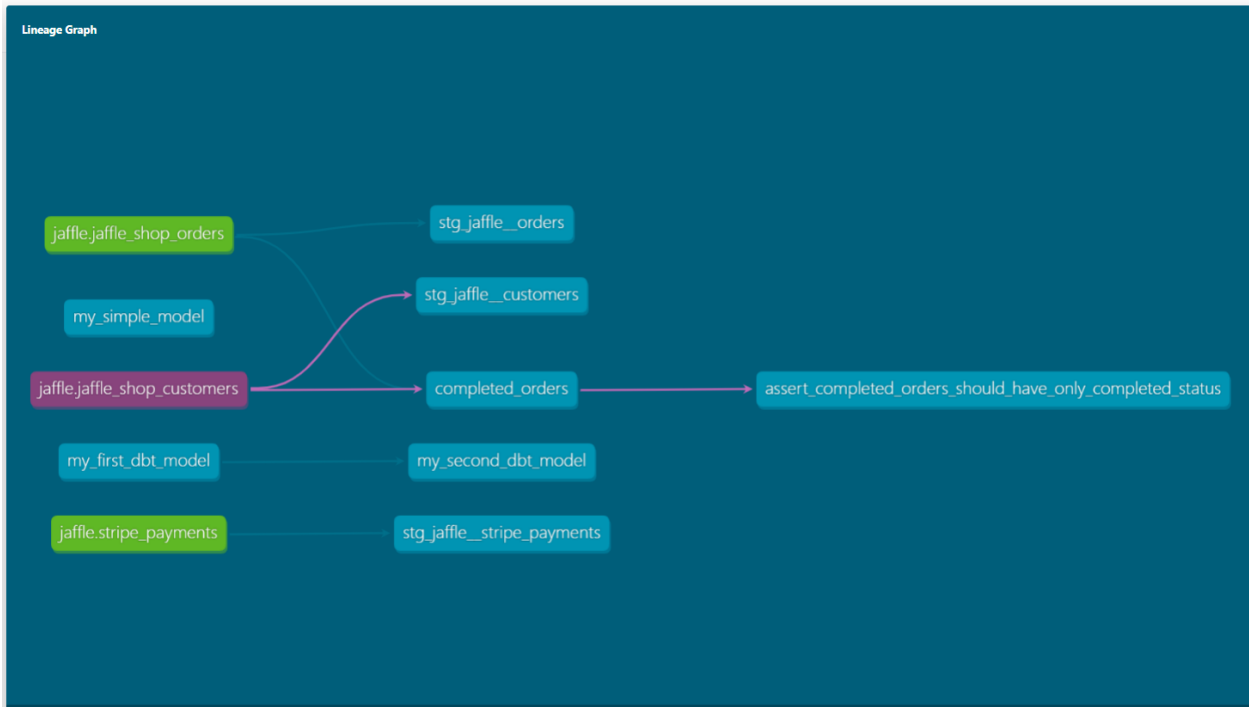 Lineage Graph
jaffle.jaffle_shop_orders
stg_jaffle__orders
stg_jaffle__customers
my_simple_model
jaffle.jaffle_shop_customers
completed_orders
assert_completed_orders_should_have_only_completed_status
my_first_dbt_model
my_second_dbt_model
jaffle.stripe_payments
stg_jaffle__stripe_payments